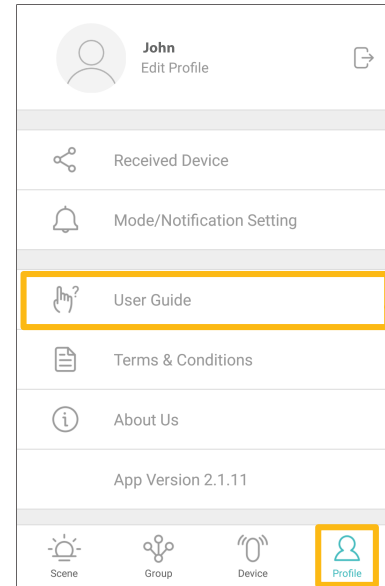 John
Edit Profile
Received Device
Mode/Notification Setting
User Guide
Terms & Conditions
About Us
App Version 2.1.11
Scene Group Device Profile